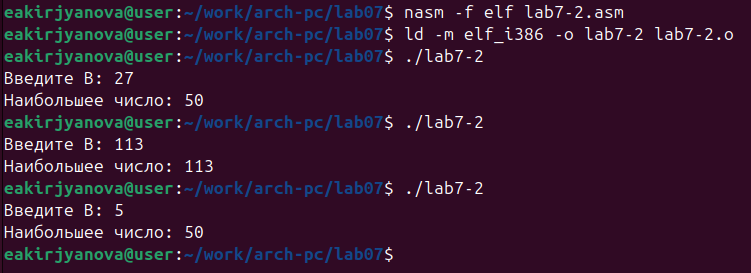 eakirjyanova@user:~/work/arch-pc/lab07$ nasm -f elf lab7-2.asm
eakirjyanova@user:~/work/arch-pc/lab07$ ld -m elf_i386 -o lab7-2 lab7-2.o
eakirjyanova@user:~/work/arch-pc/lab07$ ./lab7-2
Введите В: 27
Наибольшее число: 50
eakirjyanova@user:~/work/arch-pc/lab07$ ./lab7-2
Введите В: 113
Наибольшее число: 113
eakirjyanova@user:~/work/arch-pc/lab07$ ./lab7-2
Введите В: 5
Наибольшее число: 50
eakirjyanova@user:~/work/arch-pc/lab07$